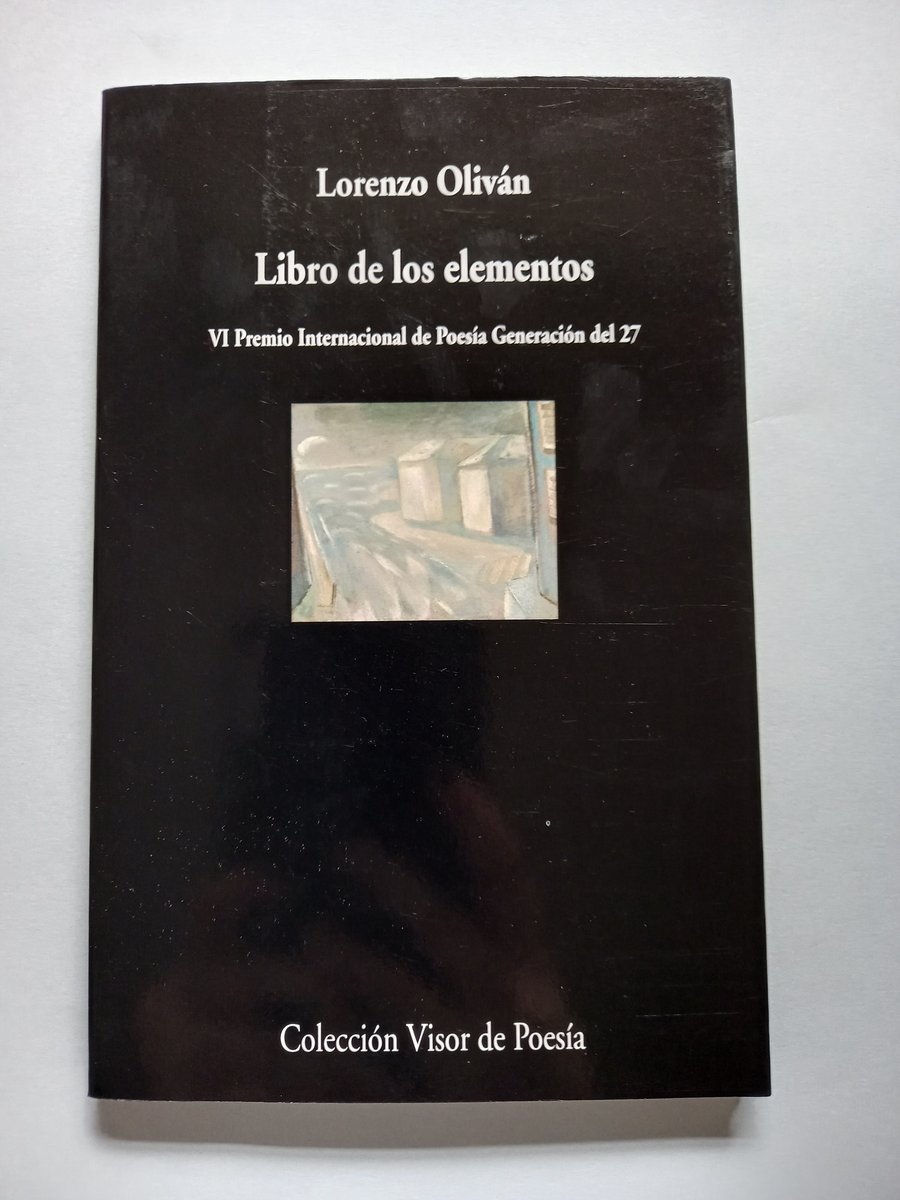 Lorenzo Oliván
Libro de los elementos
VI Premio Internacional de Poesía Generación del 27
Colección Visor de Poesía